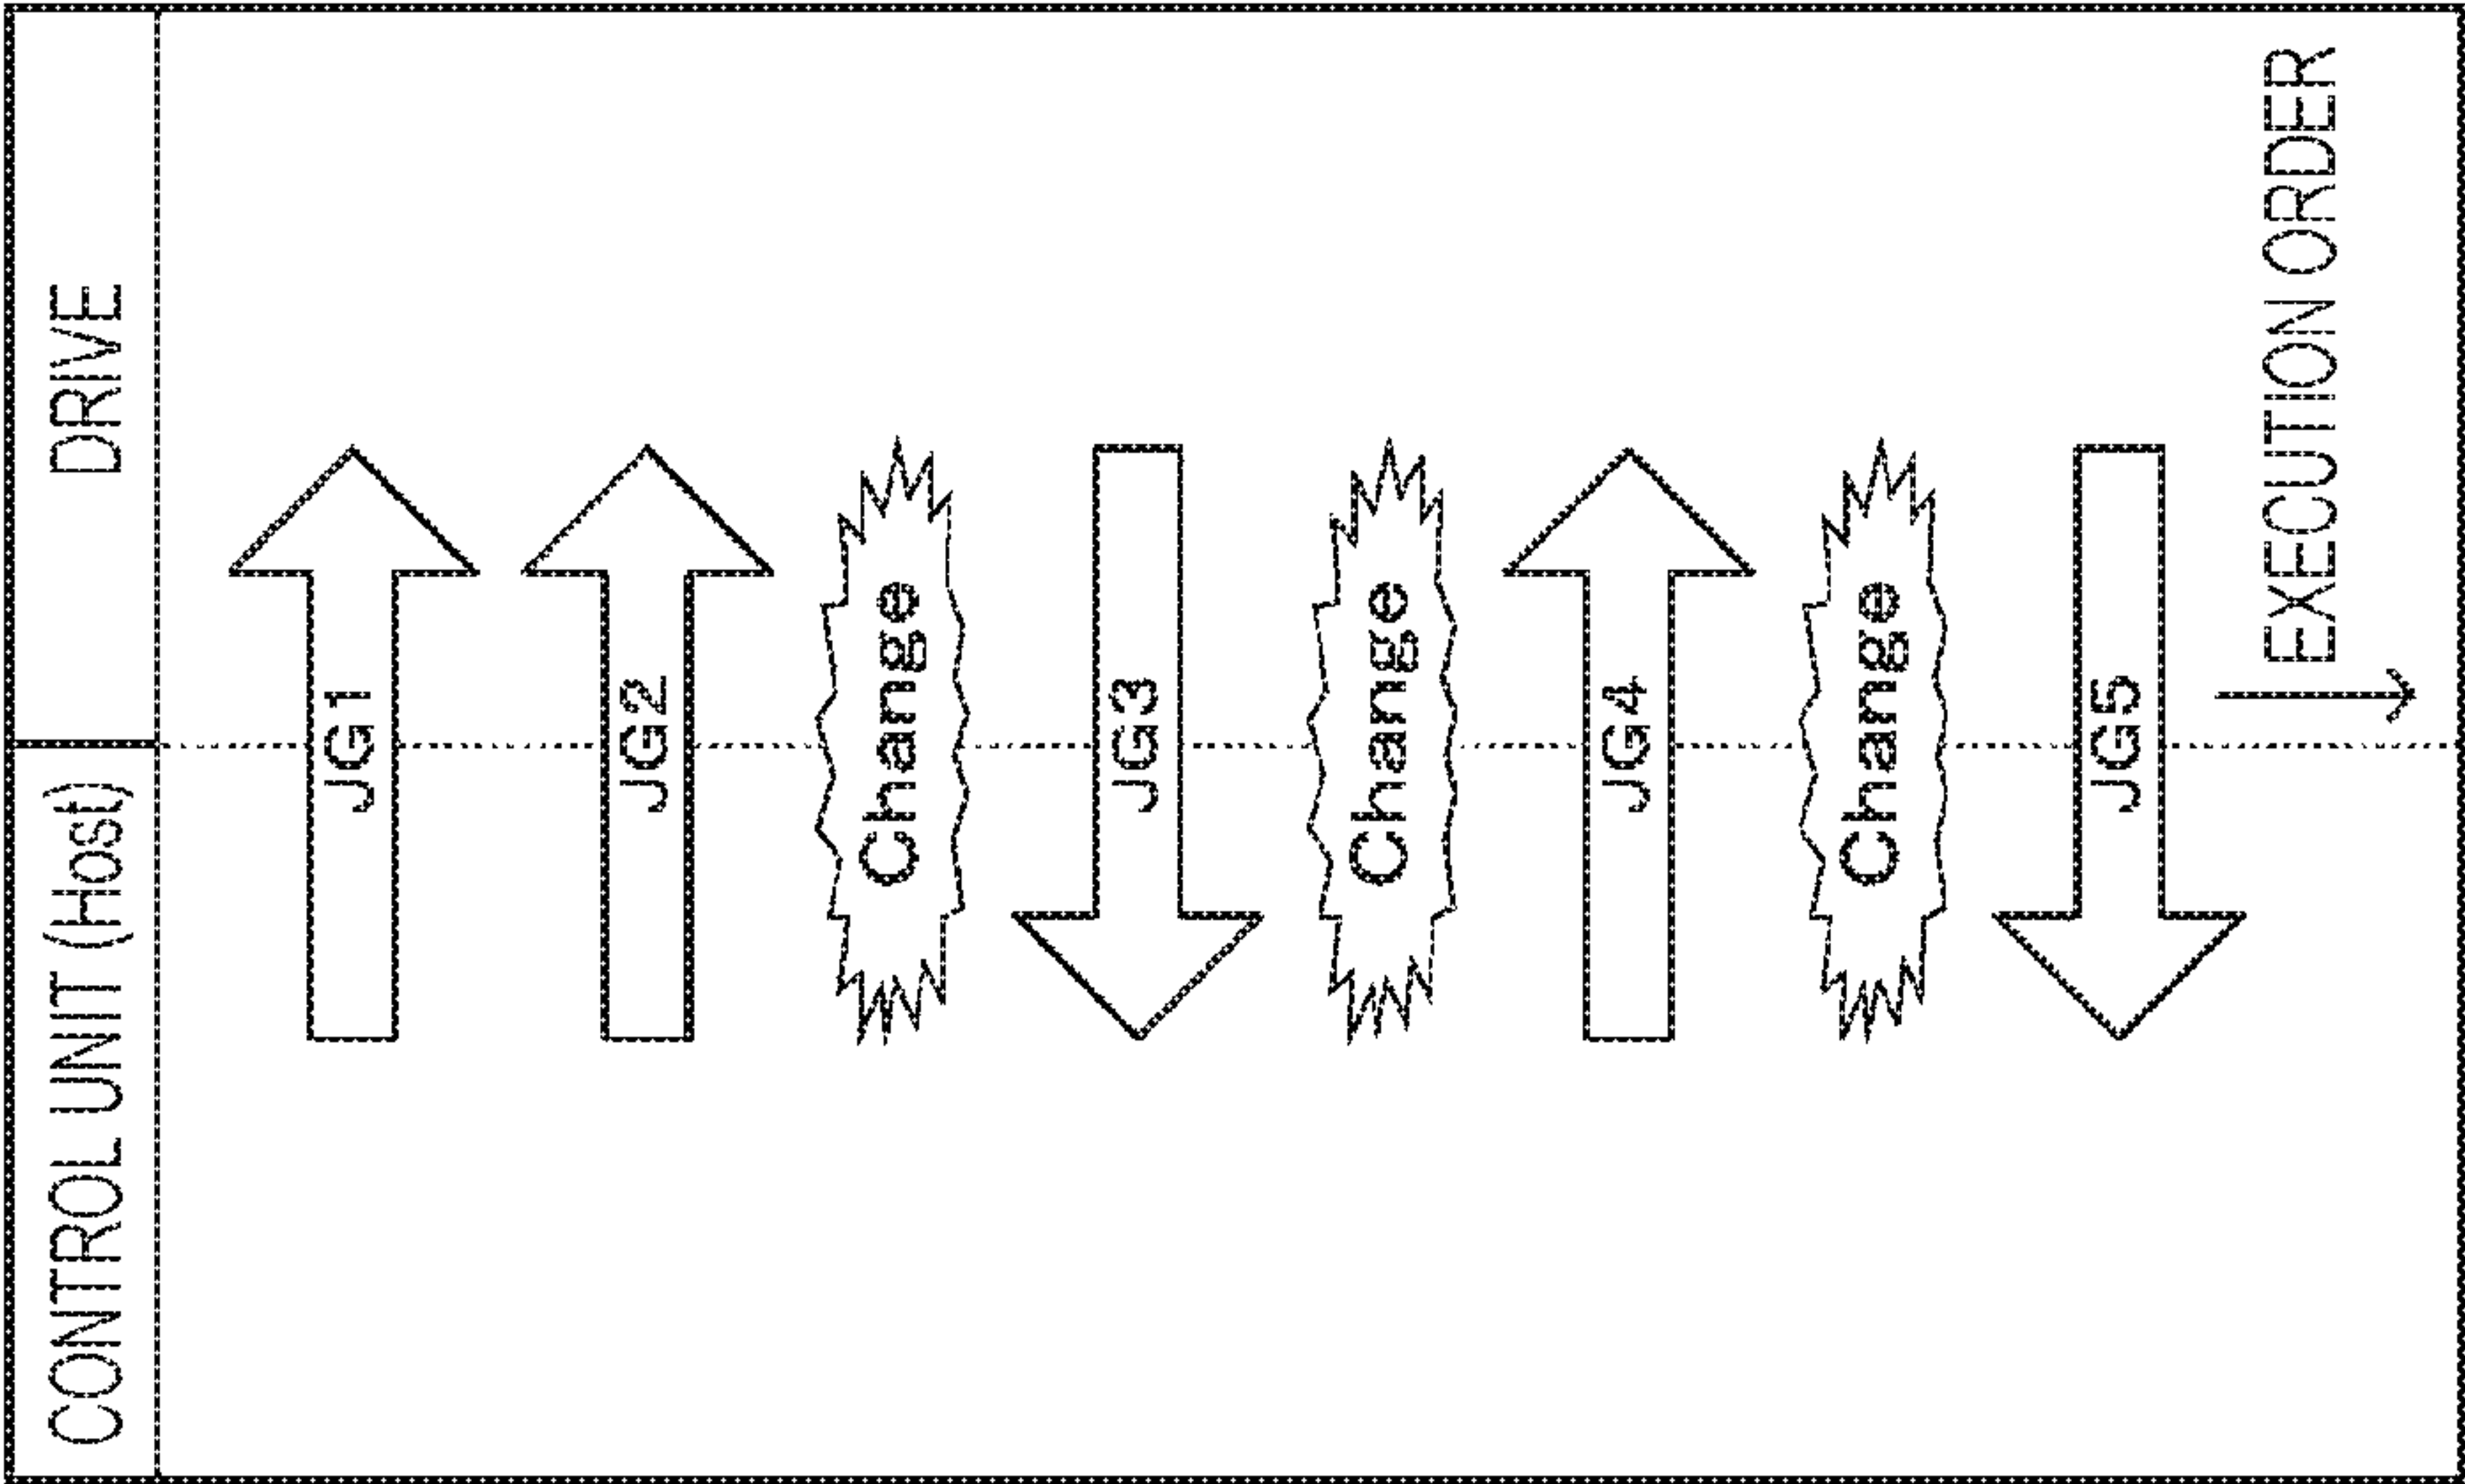 CONTROL UNIT (Host)
DRIVE
JG1
JG2
Change
JG3
Change
JG4
Change
JG5
EXECUTION ORDER